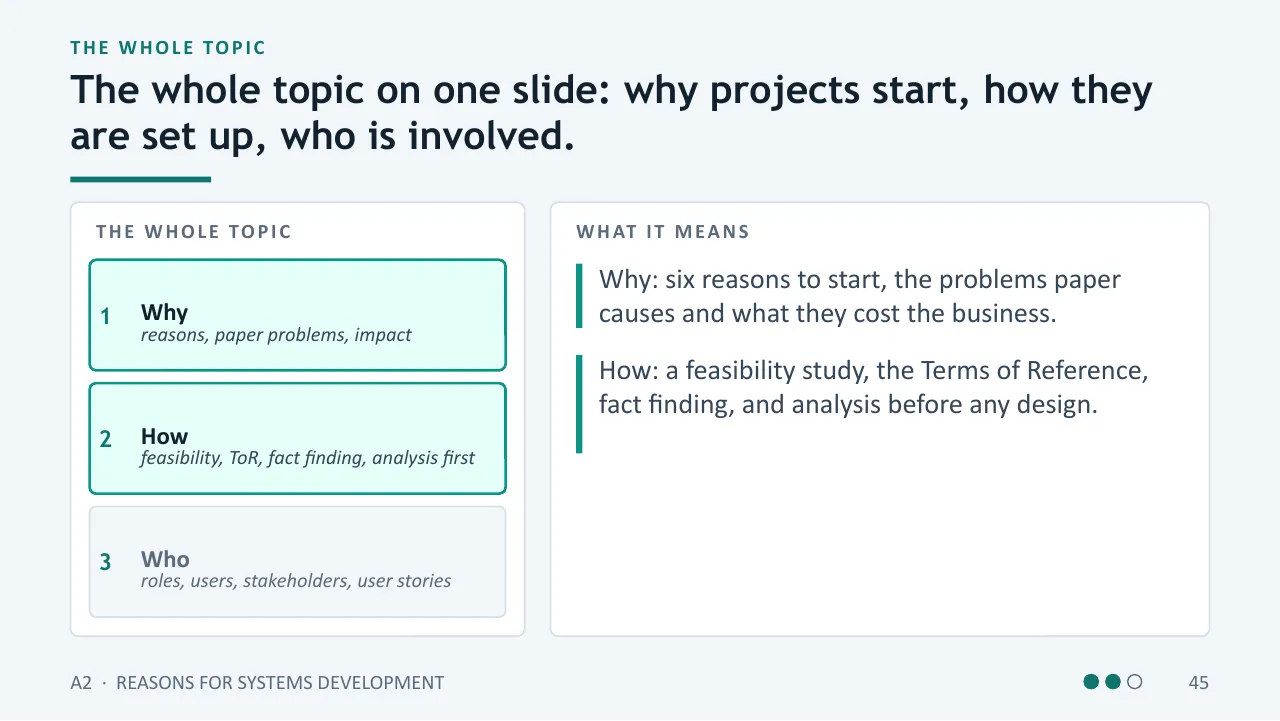 THE WHOLE TOPIC
The whole topic on one slide: why projects start, how they
are set up, who is involved.
THE WHOLE TOPIC
1
Why
reasons, paper problems, impact
2
How
feasibility, ToR, fact finding, analysis first
3
Who
roles, users, stakeholders, user stories
WHAT IT MEANS
Why: six reasons to start, the problems paper
causes and what they cost the business.
How: a feasibility study, the Terms of Reference,
fact finding, and analysis before any design.
A2 · REASONS FOR SYSTEMS DEVELOPMENT
45